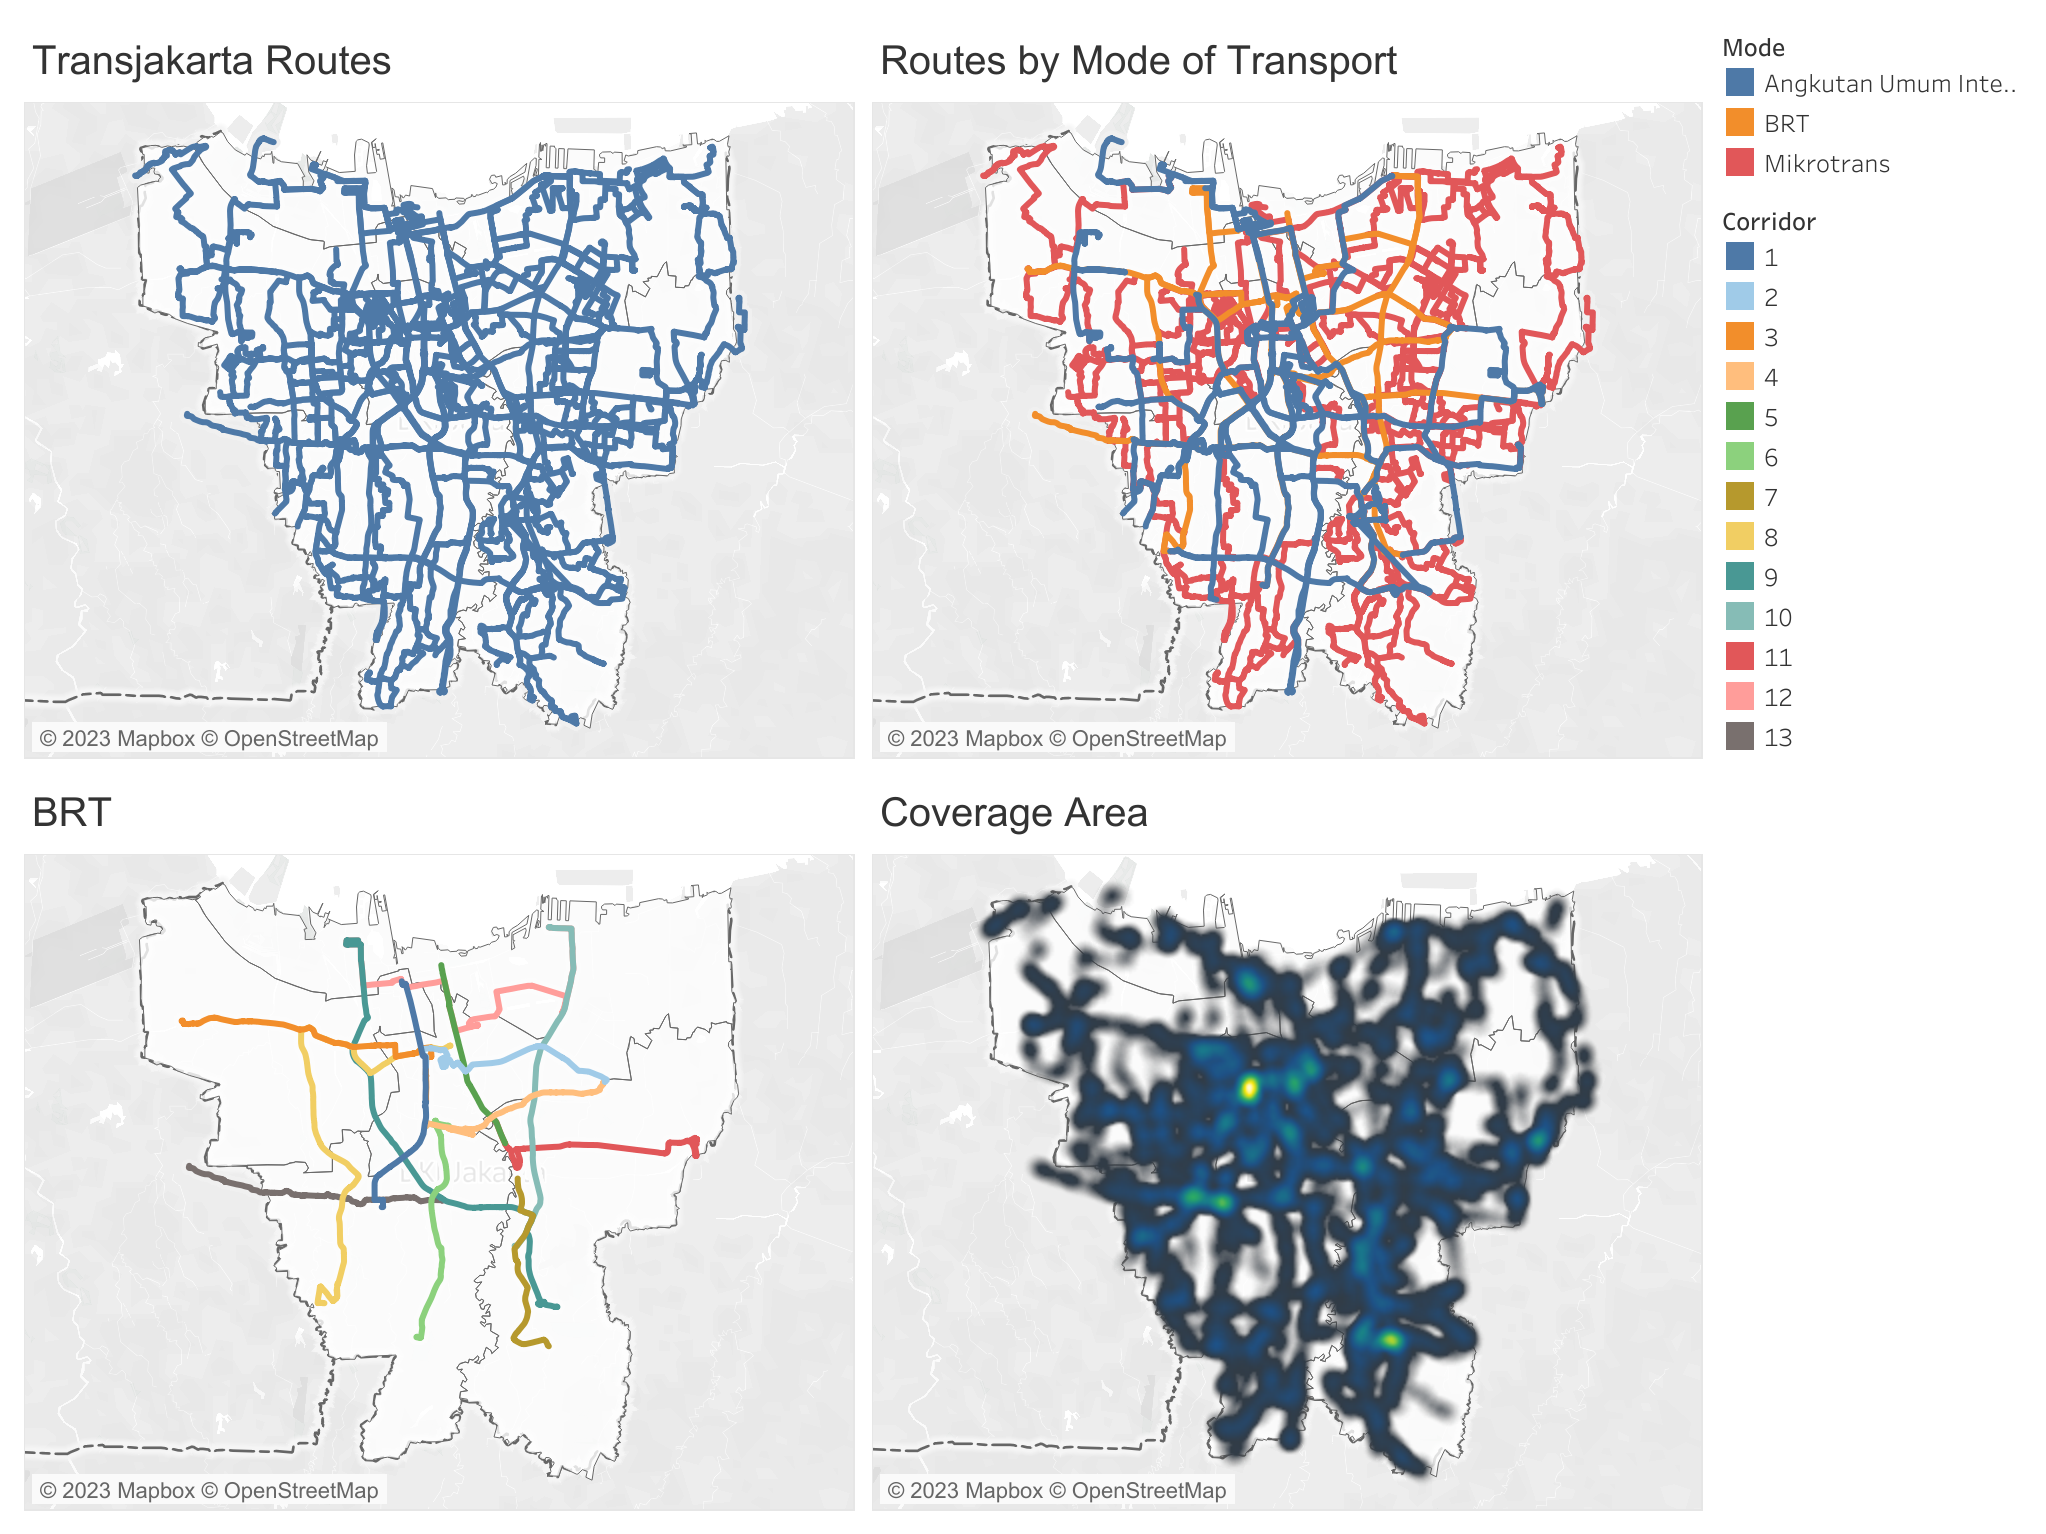 Transjakarta Routes
© 2023 Mapbox © OpenStreetMap
Routes by Mode of Transport
© 2023 Mapbox © OpenStreetMap
Mode
Angkutan Umum Inte..
BRT
Mikrotrans
Corridor
1
2
3
4
5
6
7
8
9
10
11
12
13
BRT
© 2023 Mapbox © OpenStreetMap
Coverage Area
© 2023 Mapbox © OpenStreetMap